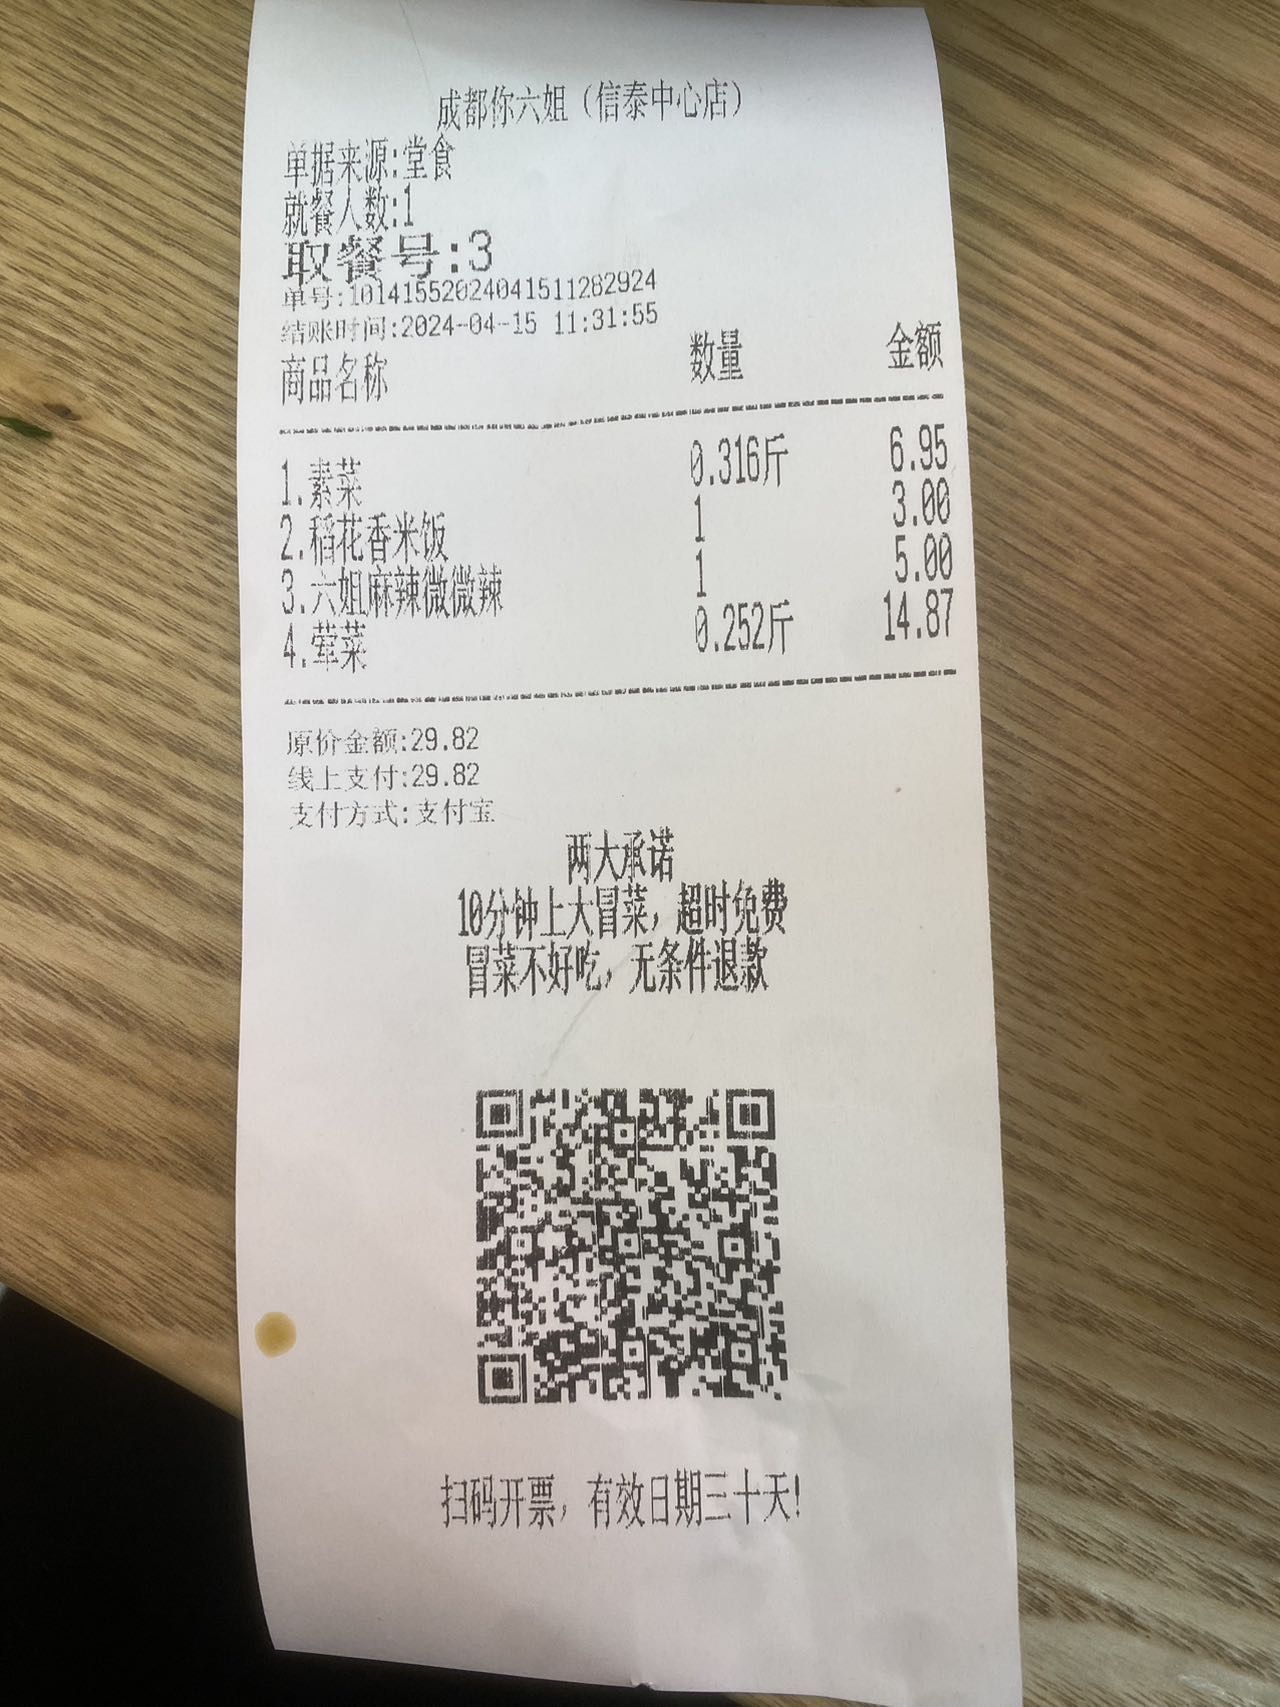 成都你六姐（信泰中心店）
单据来源:堂食
就餐人数:1
取餐号:3
单号:10141552024041511282924
结账时间:2024-04-15 11:31:55
商品名称 数量 金额
1.素菜 0.316斤 6.95
2.稻花香米饭 1 3.00
3.六姐麻辣微微辣 1 5.00
4.荤菜 0.252斤 14.87
原价金额:29.82
线上支付:29.82
支付方式:支付宝
两大承诺
10分钟上大冒菜，超时免费
冒菜不好吃，无条件退款
扫码开票，有效日期三十天!